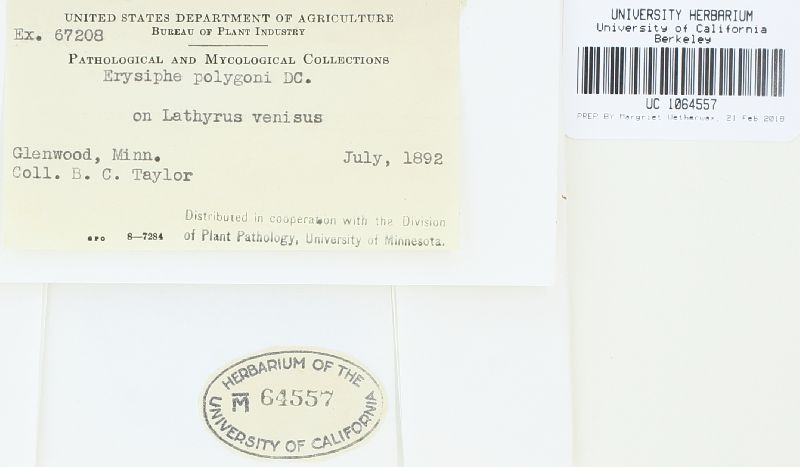 UNITED STATES DEPARTMENT OF AGRICULTURE
BUREAU OF PLANT INDUSTRY
Ex. 67208
PATHOLOGICAL AND MYCOLOGICAL COLLECTIONS
Erysiphe polygoni DC.
on Lathyrus venisus
Glenwood, Minn. July, 1892
Coll. B. C. Taylor
Distributed in cooperation with the Division
GPO 8—7284 of Plant Pathology, University of Minnesota.
UNIVERSITY HERBARIUM
University of California
Berkeley
UC 1064557
PREP BY Margriet Wetherwax, 21 Feb 2018
HERBARIUM OF THE
M 64557
UNIVERSITY OF CALIFORNIA